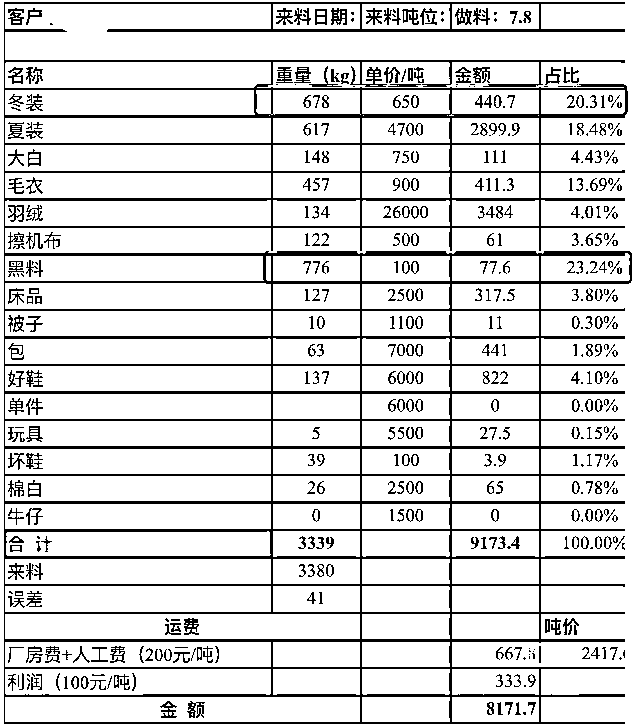 客户 来料日期： 来料吨位： 做料：7.8
名称 重量（kg） 单价/吨 金额 占比
冬装 678 650 440.7 20.31%
夏装 617 4700 2899.9 18.48%
大白 148 750 111 4.43%
毛衣 457 900 411.3 13.69%
羽绒 134 26000 3484 4.01%
擦机布 122 500 61 3.65%
黑料 776 100 77.6 23.24%
床品 127 2500 317.5 3.80%
被子 10 1100 11 0.30%
包 63 7000 441 1.89%
好鞋 137 6000 822 4.10%
单件 6000 0 0.00%
玩具 5 5500 27.5 0.15%
坏鞋 39 100 3.9 1.17%
棉白 26 2500 65 0.78%
牛仔 0 1500 0 0.00%
合 计 3339 9173.4 100.00%
来料 3380
误差 41
运费 吨价
厂房费+人工费（200元/吨） 667.8 2417.
利润（100元/吨） 333.9
金 额 8171.7